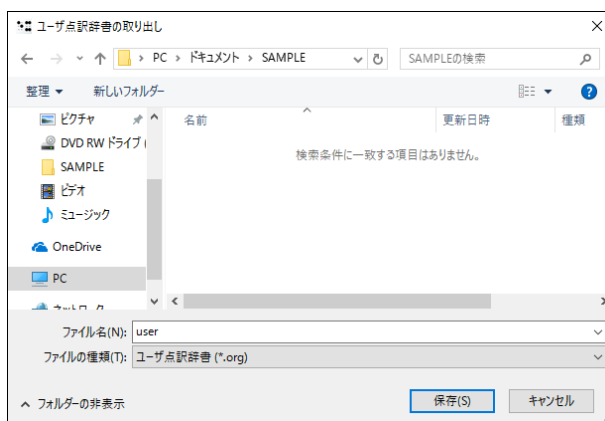 ユーザ点訳辞書の取り出し
PC > ドキュメント > SAMPLE
SAMPLEの検索
整理
新しいフォルダー
名前
更新日時
種類
検索条件に一致する項目はありません。
ピクチャ
DVD RW ドライブ (
SAMPLE
ビデオ
ミュージック
OneDrive
PC
ファイル名(N): user
ファイルの種類(T): ユーザ点訳辞書 (*.org)
フォルダーの非表示
保存(S)
キャンセル